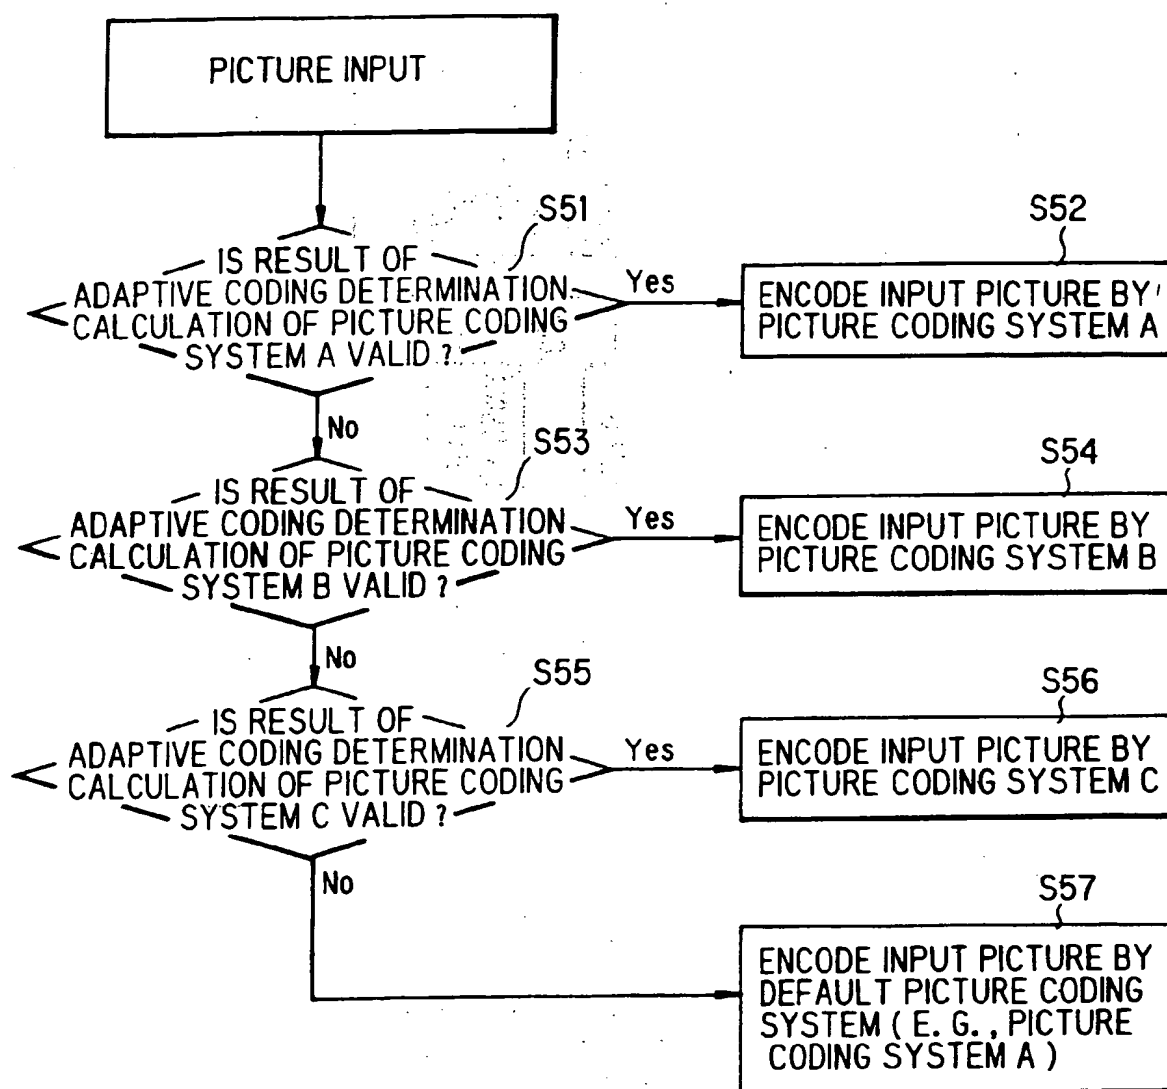 PICTURE INPUT
S51
IS RESULT OF
ADAPTIVE CODING DETERMINATION
CALCULATION OF PICTURE CODING
SYSTEM A VALID ?
Yes
S52
ENCODE INPUT PICTURE BY
PICTURE CODING SYSTEM A
No
S53
IS RESULT OF
ADAPTIVE CODING DETERMINATION
CALCULATION OF PICTURE CODING
SYSTEM B VALID ?
Yes
S54
ENCODE INPUT PICTURE BY
PICTURE CODING SYSTEM B
No
S55
IS RESULT OF
ADAPTIVE CODING DETERMINATION
CALCULATION OF PICTURE CODING
SYSTEM C VALID ?
Yes
S56
ENCODE INPUT PICTURE BY
PICTURE CODING SYSTEM C
No
S57
ENCODE INPUT PICTURE BY
DEFAULT PICTURE CODING
SYSTEM ( E. G., PICTURE
CODING SYSTEM A )